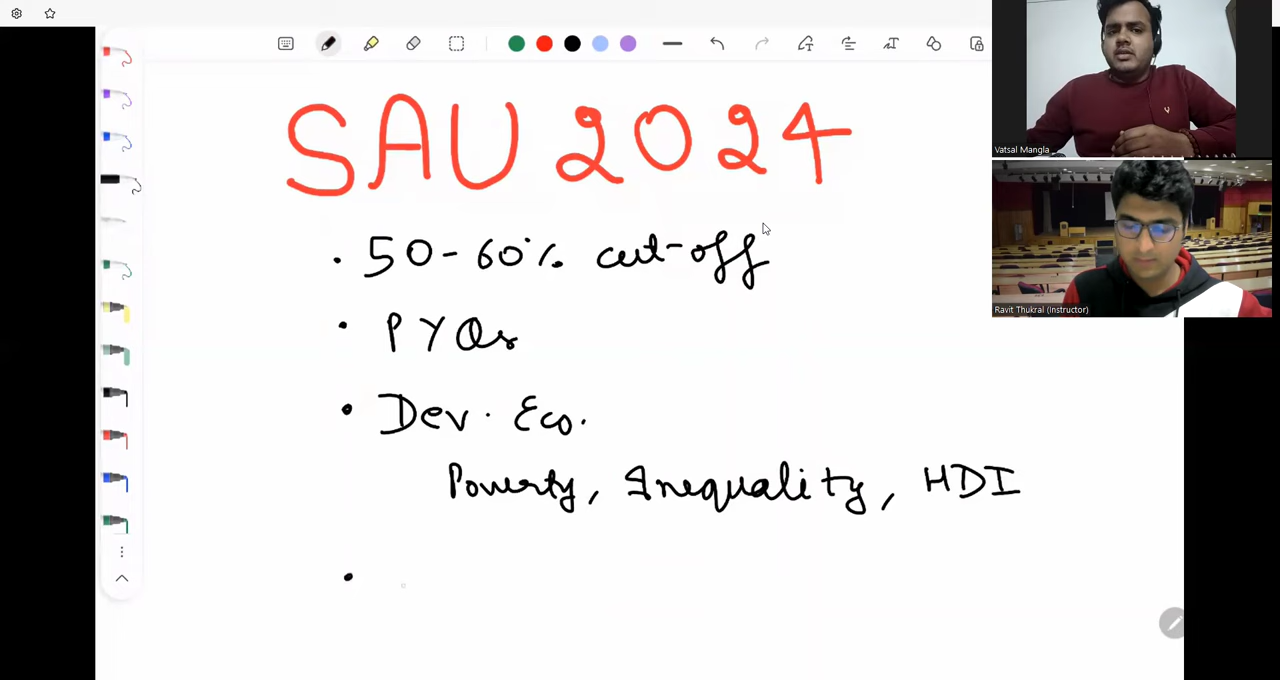 SAU 2024
• 50-60% cut-off
• PYQs
• Dev. Eco.
Poverty, Inequality, HDI
•
Vatsal Mangla
Ravit Thukral (Instructor)